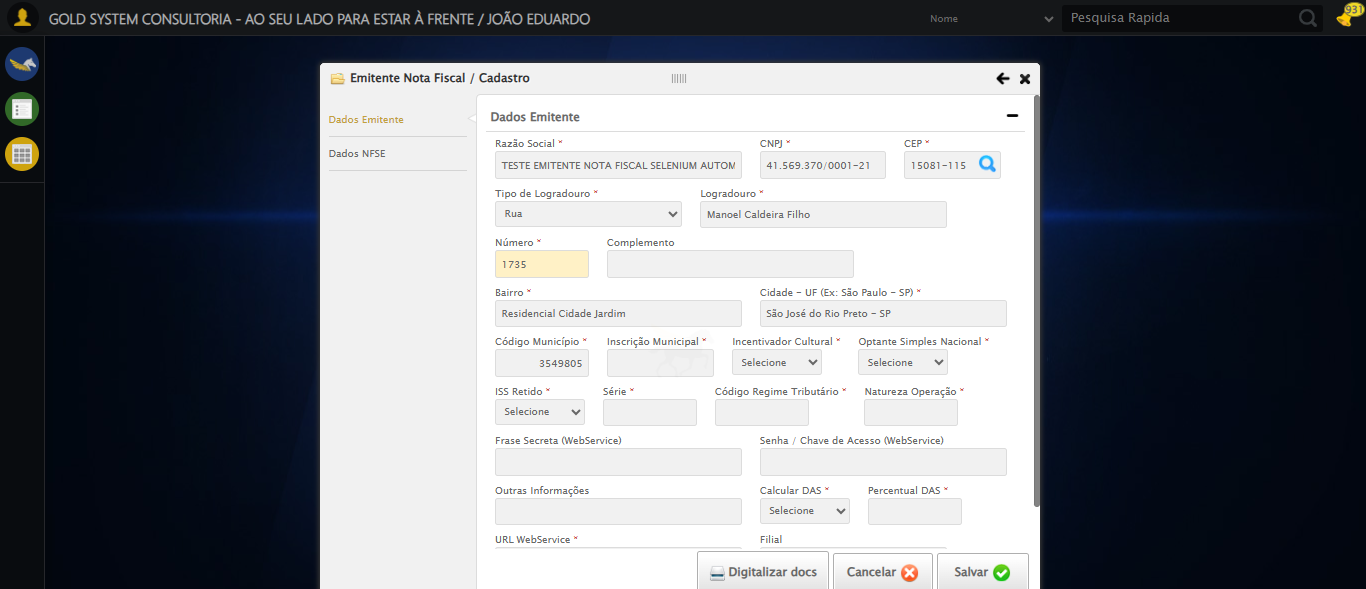 GOLD SYSTEM CONSULTORIA - AO SEU LADO PARA ESTAR À FRENTE / JOÃO EDUARDO
Nome
Pesquisa Rapida
931
Emitente Nota Fiscal / Cadastro
Dados Emitente
Dados NFSE
Dados Emitente
Razão Social * CNPJ * CEP *
TESTE EMITENTE NOTA FISCAL SELENIUM AUTOM 41.569.370/0001-21 15081-115
Tipo de Logradouro * Logradouro *
Rua Manoel Caldeira Filho
Número * Complemento
1735
Bairro * Cidade - UF (Ex: São Paulo - SP) *
Residencial Cidade Jardim São José do Rio Preto - SP
Código Município * Inscrição Municipal * Incentivador Cultural * Optante Simples Nacional *
3549805 Selecione Selecione
ISS Retido * Série * Código Regime Tributário * Natureza Operação *
Selecione
Frase Secreta (WebService) Senha / Chave de Acesso (WebService)
Outras Informações Calcular DAS * Percentual DAS *
Selecione
URL WebService * Filial
Digitalizar docs Cancelar Salvar